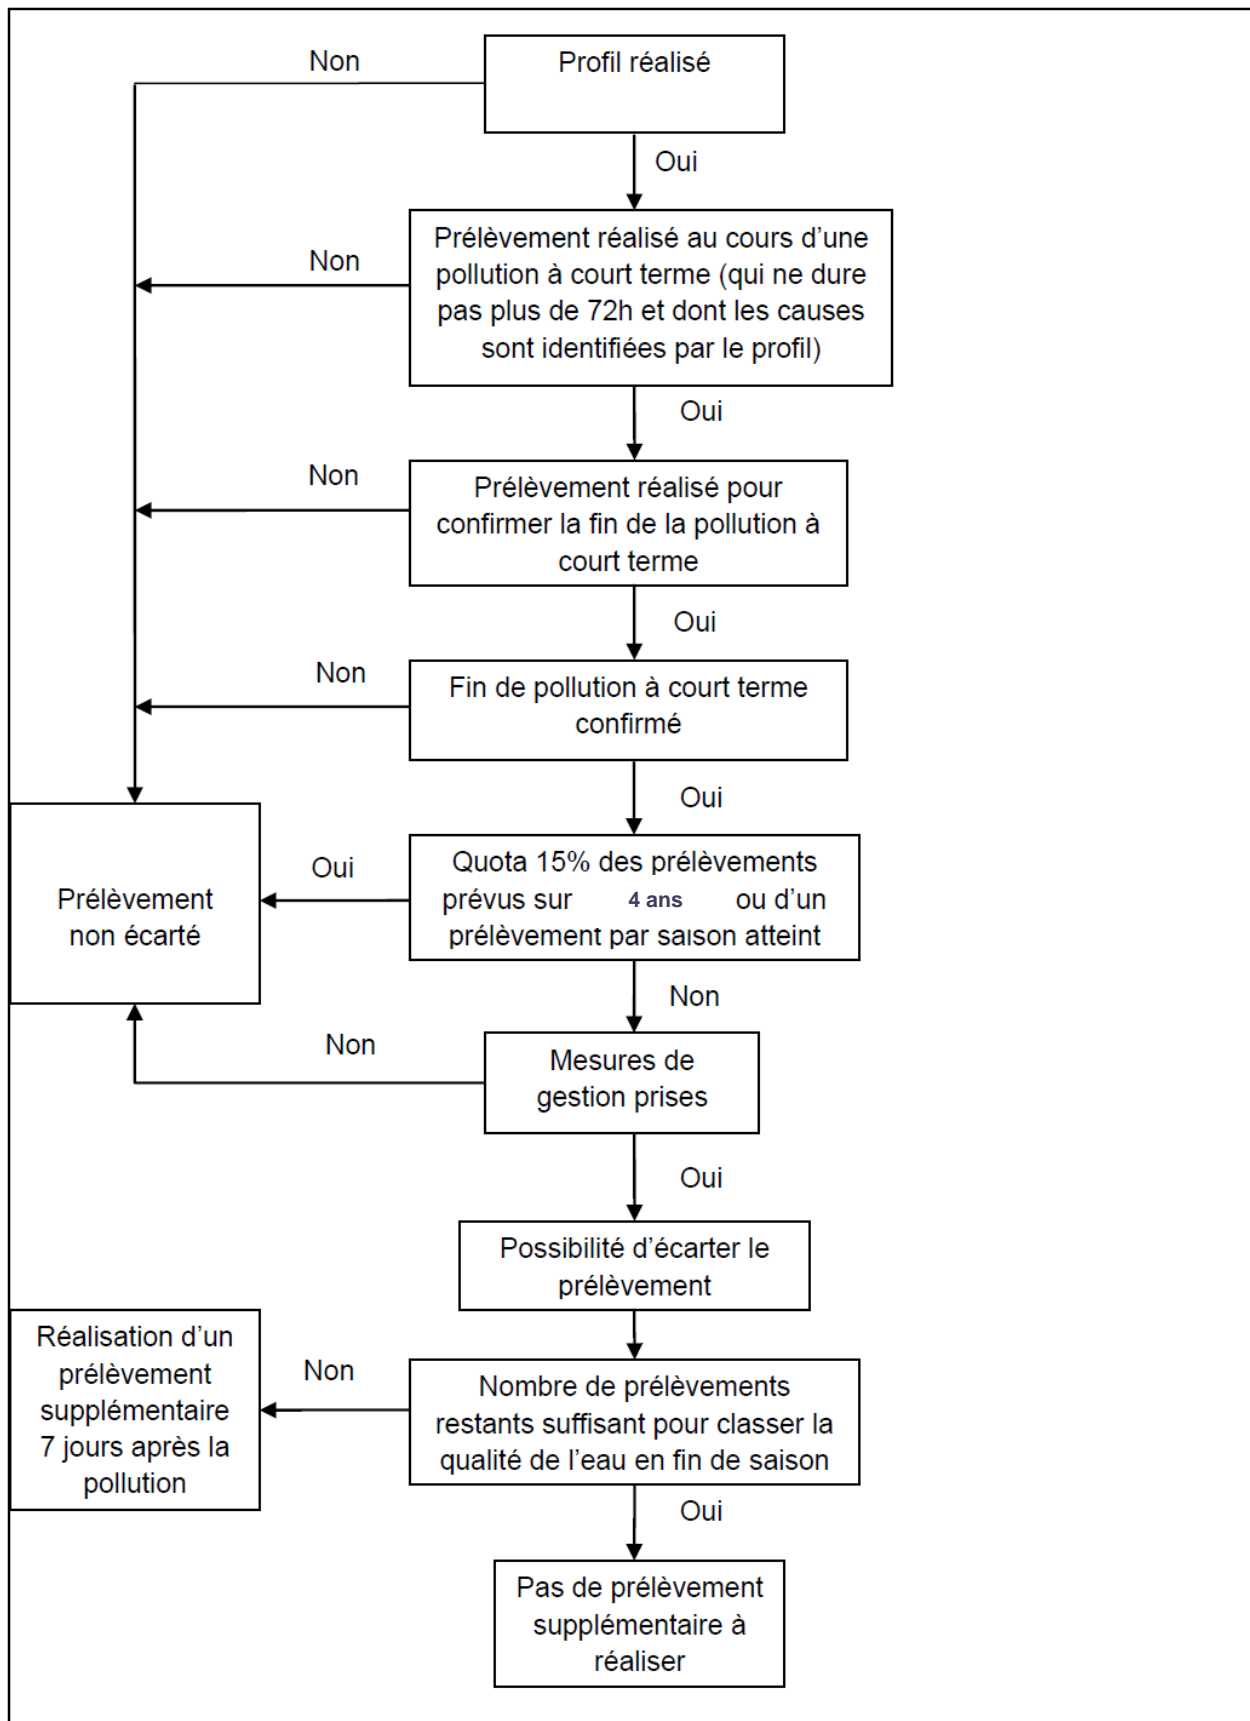 Non
Profil réalisé
Oui
Non
Prélèvement réalisé au cours d’une
pollution à court terme (qui ne dure
pas plus de 72h et dont les causes
sont identifiées par le profil)
Oui
Non
Prélèvement réalisé pour
confirmer la fin de la pollution à
court terme
Oui
Non
Fin de pollution à court terme
confirmé
Oui
Oui
Quota 15% des prélèvements
prévus sur 4 ans ou d’un
prélèvement par saison atteint
Prélèvement
non écarté
Non
Non
Mesures de
gestion prises
Oui
Possibilité d’écarter le
prélèvement
Réalisation d’un
prélèvement
supplémentaire
7 jours après la
pollution
Non
Nombre de prélèvements
restants suffisant pour classer la
qualité de l’eau en fin de saison
Oui
Pas de prélèvement
supplémentaire à
réaliser